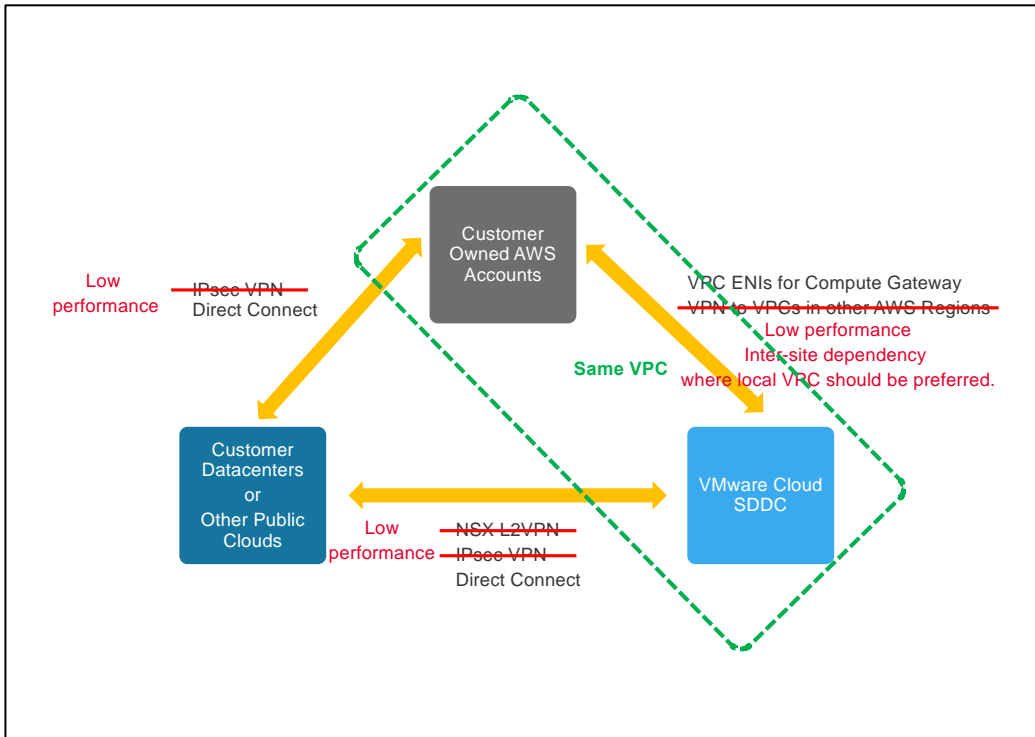 Customer
Owned AWS
Accounts
Low
performance
IPsec VPN
Direct Connect
VPC ENIs for Compute Gateway
VPN to VPCs in other AWS Regions
Low performance
Inter-site dependency
where local VPC should be preferred.
Same VPC
Customer
Datacenters
or
Other Public
Clouds
VMware Cloud
SDDC
Low
performance
NSX L2VPN
IPsec VPN
Direct Connect